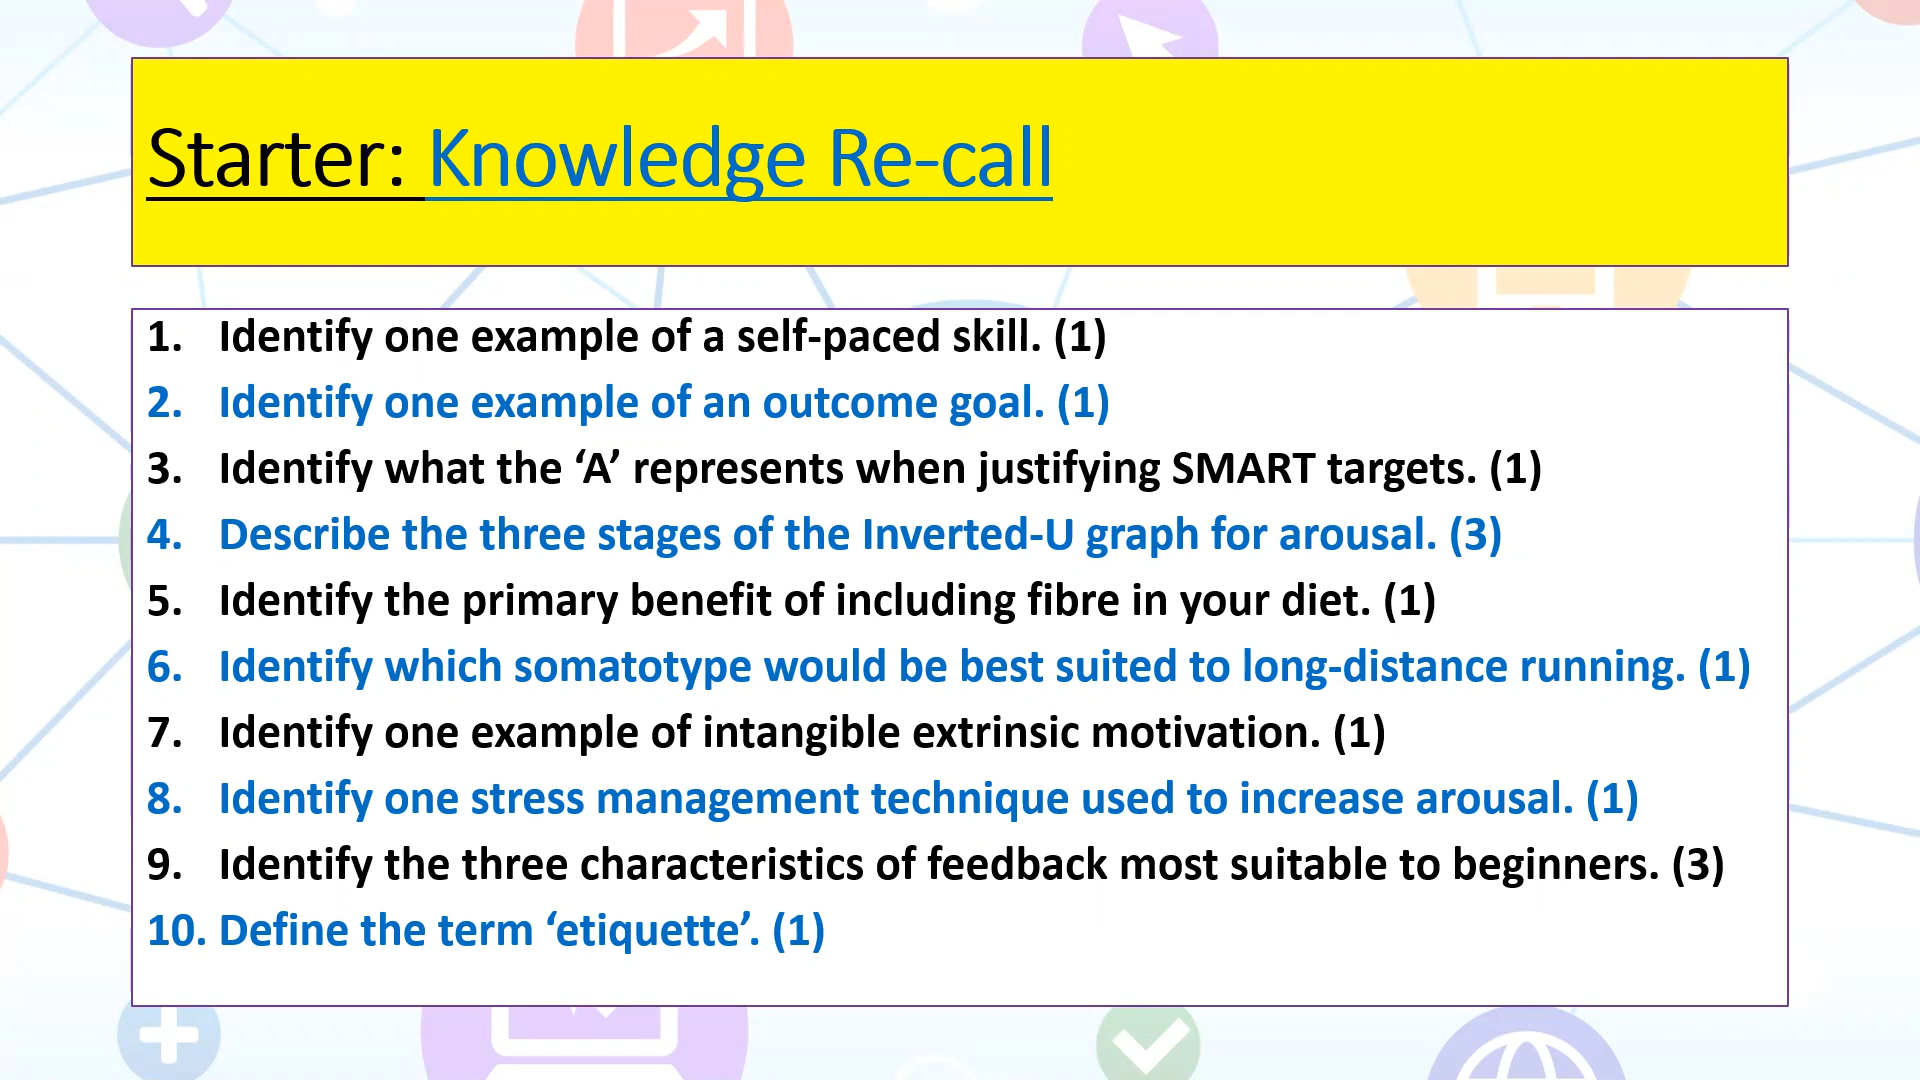 Starter: Knowledge Re-call
1. Identify one example of a self-paced skill. (1)
2. Identify one example of an outcome goal. (1)
3. Identify what the ‘A’ represents when justifying SMART targets. (1)
4. Describe the three stages of the Inverted-U graph for arousal. (3)
5. Identify the primary benefit of including fibre in your diet. (1)
6. Identify which somatotype would be best suited to long-distance running. (1)
7. Identify one example of intangible extrinsic motivation. (1)
8. Identify one stress management technique used to increase arousal. (1)
9. Identify the three characteristics of feedback most suitable to beginners. (3)
10. Define the term ‘etiquette’. (1)